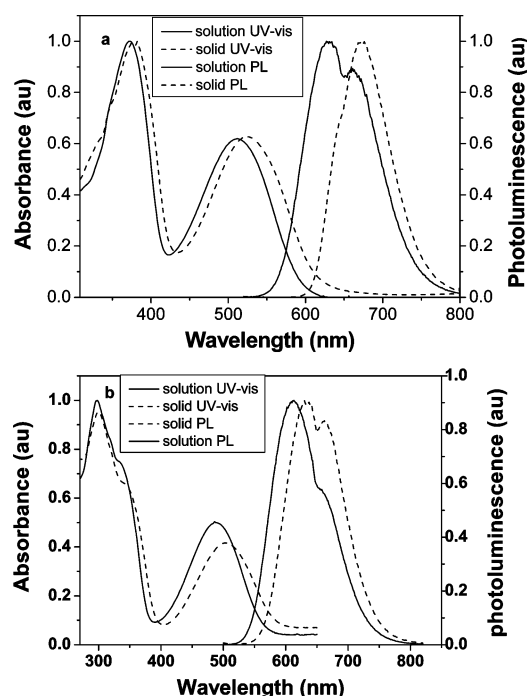 a
solution UV-vis
solid UV-vis
solution PL
solid PL
1.0
0.8
0.6
0.4
0.2
0.0
Absorbance (au)
1.0
0.8
0.6
0.4
0.2
0.0
Photoluminescence (au)
400 500 600 700 800
Wavelength (nm)
b
solution UV-vis
solid UV-vis
solid PL
solution PL
1.0
0.8
0.6
0.4
0.2
0.0
Absorbance (au)
1.0
0.8
0.6
0.4
0.2
0.0
photoluminescence (au)
300 400 500 600 700 800
Wavelength (nm)